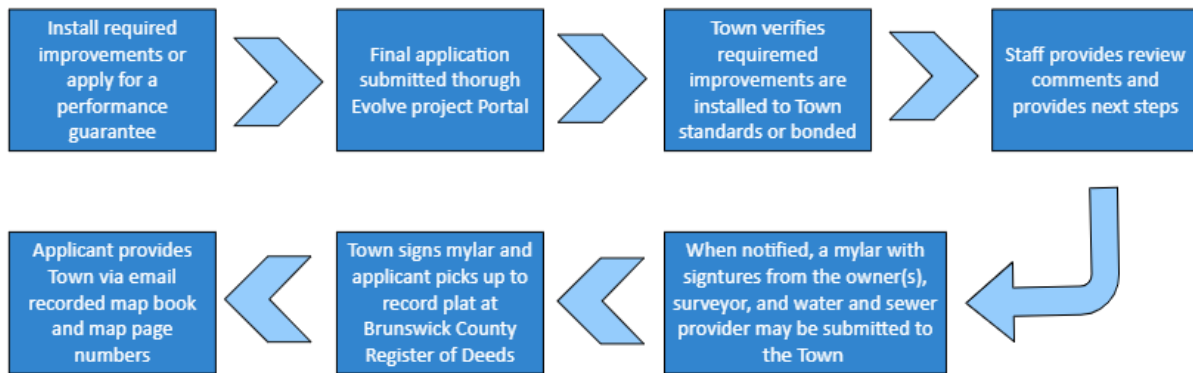 Install required
improvements or
apply for a
performance
guarantee
Final application
submitted thorugh
Evolve project Portal
Town verifies
requiremed
improvements are
installed to Town
standards or bonded
Staff provides review
comments and
provides next steps
When notified, a mylar with
signtures from the owner(s),
surveyor, and water and sewer
provider may be submitted to
the Town
Town signs mylar and
applicant picks up to
record plat at
Brunswick County
Register of Deeds
Applicant provides
Town via email
recorded map book
and map page
numbers